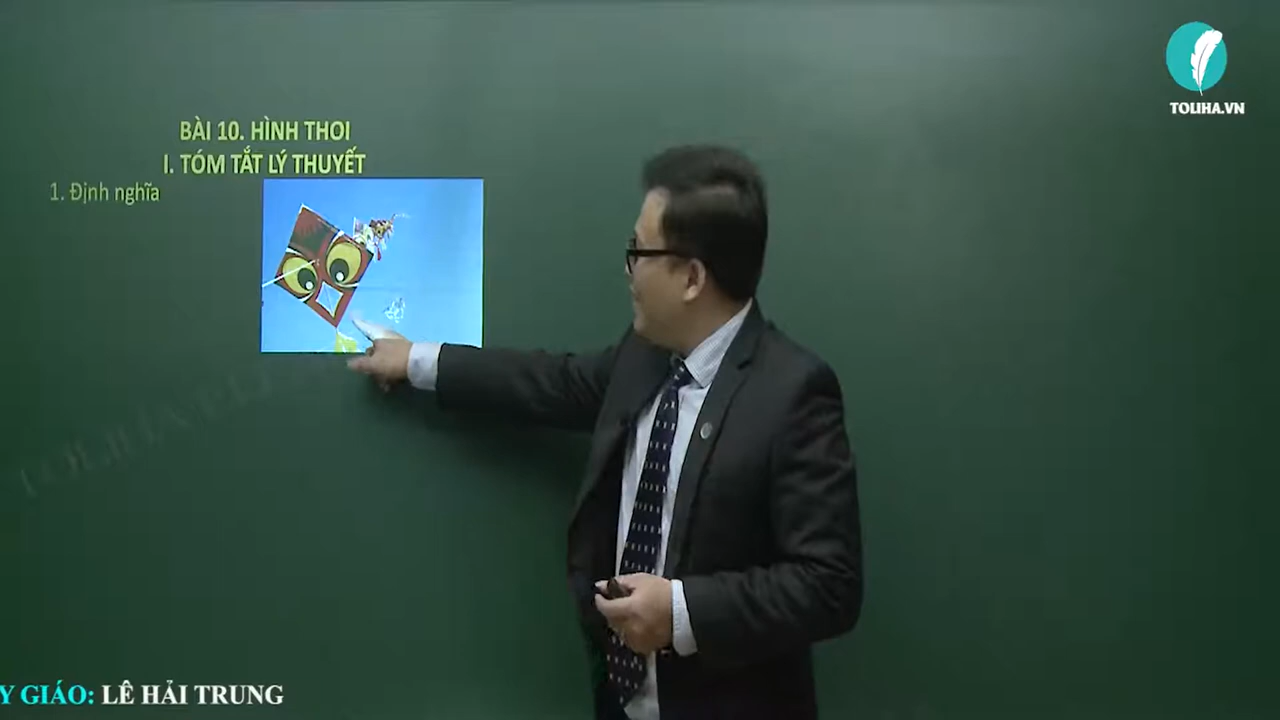 TOLIHA.VN
BÀI 10. HÌNH THOI
I. TÓM TẮT LÝ THUYẾT
1. Định nghĩa
Y GIÁO: LÊ HẢI TRUNG